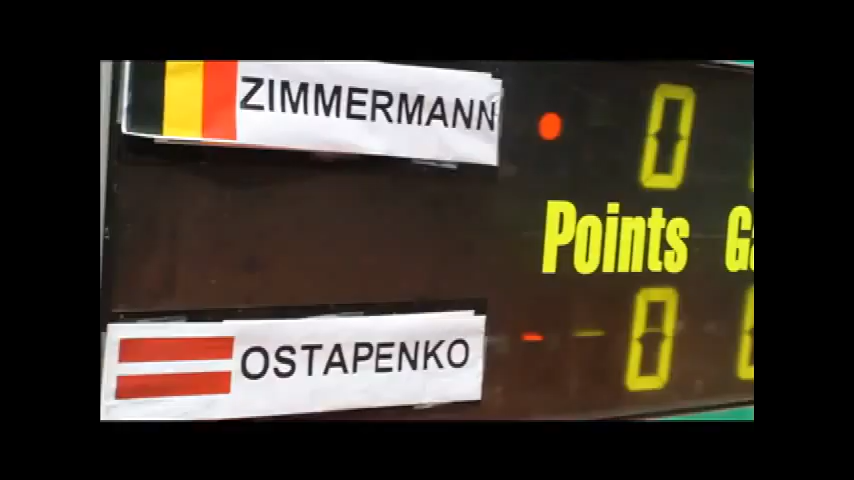 ZIMMERMANN
0
Points
OSTAPENKO
0